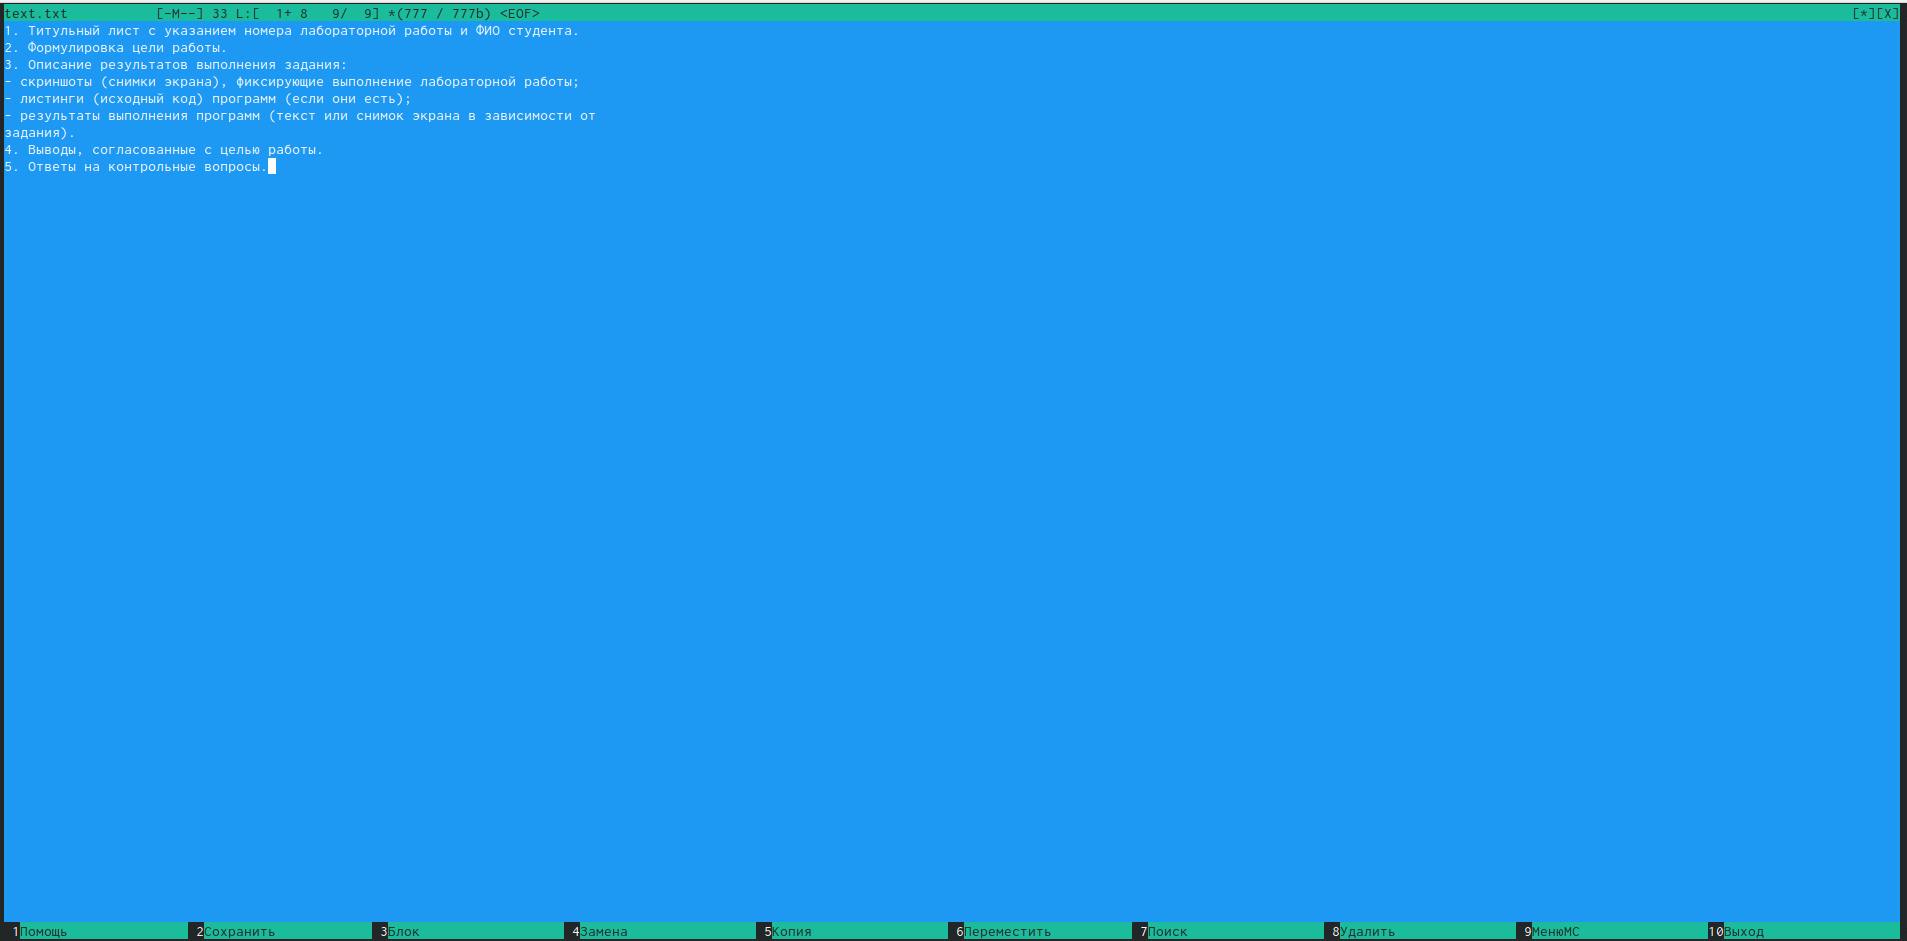 text.txt [-M--] 33 L:[ 1+ 8 9/ 9] *(777 / 777b) <EOF> [*][X]
1. Титульный лист с указанием номера лабораторной работы и ФИО студента.
2. Формулировка цели работы.
3. Описание результатов выполнения задания:
- скриншоты (снимки экрана), фиксирующие выполнение лабораторной работы;
- листинги (исходный код) программ (если они есть);
- результаты выполнения программ (текст или снимок экрана в зависимости от
задания).
4. Выводы, согласованные с целью работы.
5. Ответы на контрольные вопросы.
1Помощь 2Сохранить 3Блок 4Замена 5Копия 6Переместить 7Поиск 8Удалить 9МенюMC 10Выход